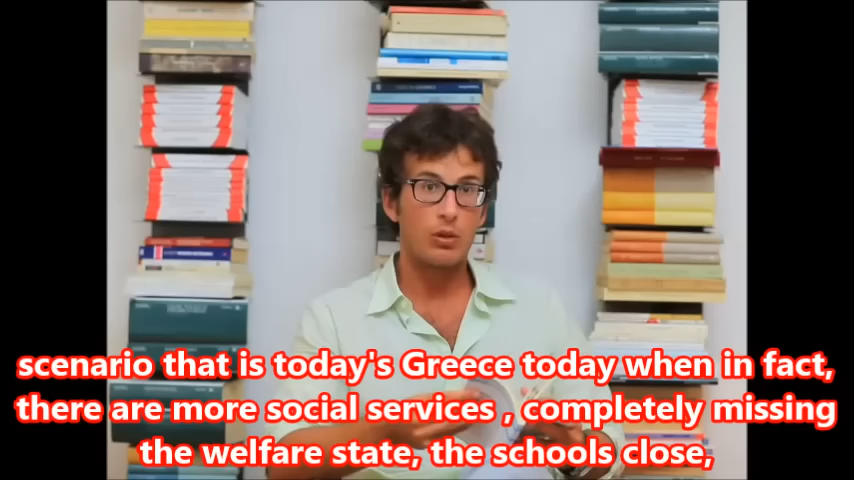 scenario that is today's Greece today when in fact,
there are more social services , completely missing
the welfare state, the schools close,